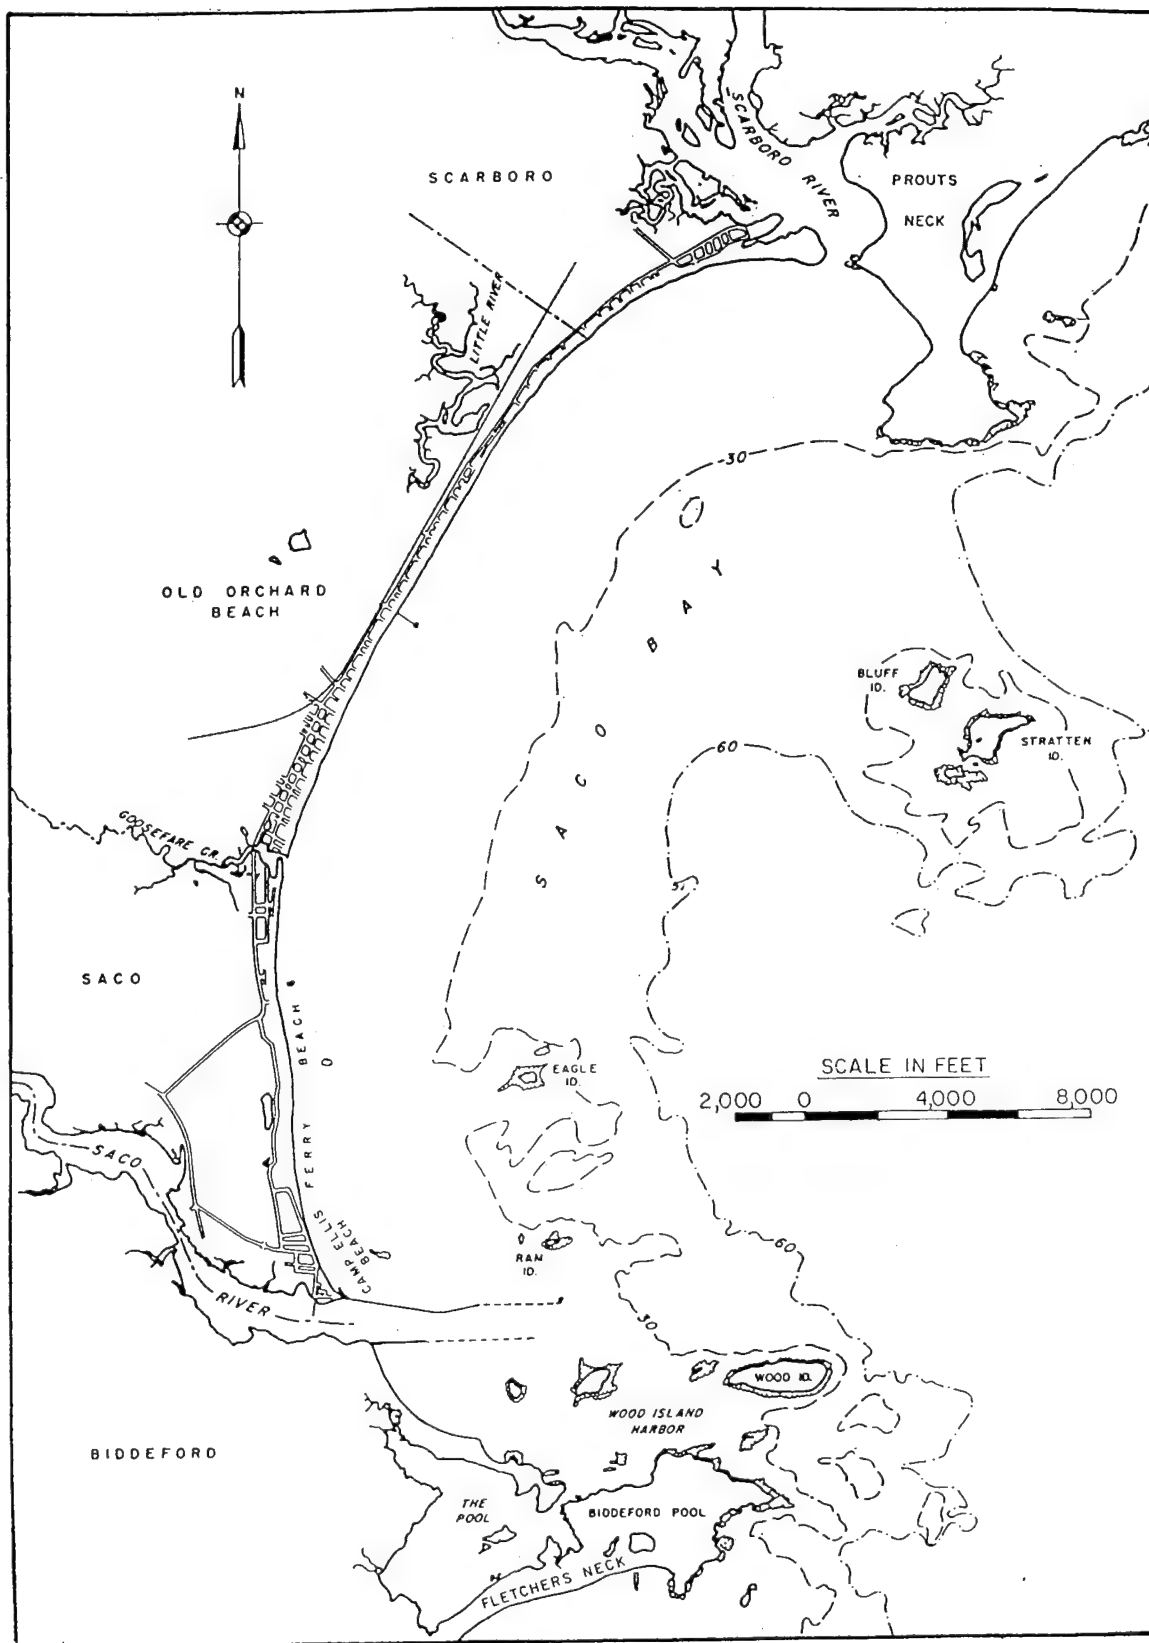 N
SCARBORO
SCARBORO RIVER
PROUTS
NECK
LITTLE RIVER
30
OLD ORCHARD
BEACH
SACO BAY
BLUFF
ID.
STRATTEN
ID.
60
GOOSEFARE CR.
SACO
FERRY BEACH
EAGLE
ID.
SCALE IN FEET
2,000 0 4,000 8,000
SACO
RIVER
CAMP ELLIS
BEACH
RAM
ID.
60
30
WOOD ID.
WOOD ISLAND
HARBOR
BIDDEFORD
THE
POOL
BIDDEFORD POOL
FLETCHERS NECK